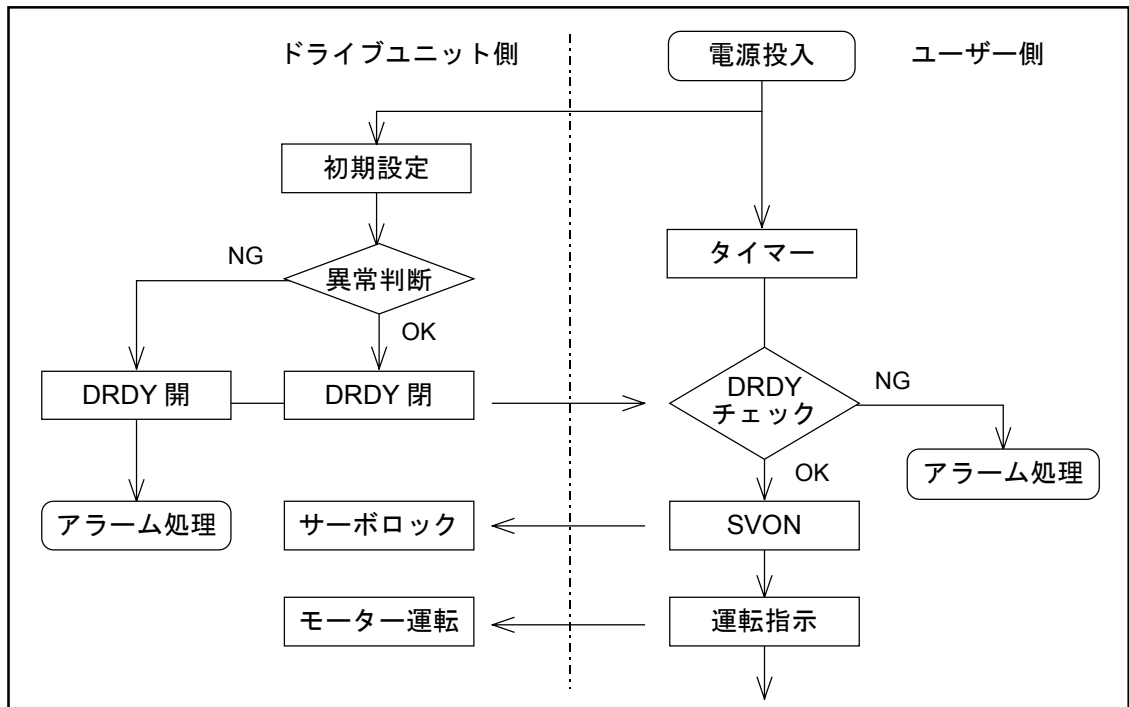 ドライブユニット側
電源投入
ユーザー側
初期設定
タイマー
NG
異常判断
OK
DRDY 開
DRDY 閉
DRDY
チェック
NG
OK
アラーム処理
アラーム処理
サーボロック
SVON
モーター運転
運転指示